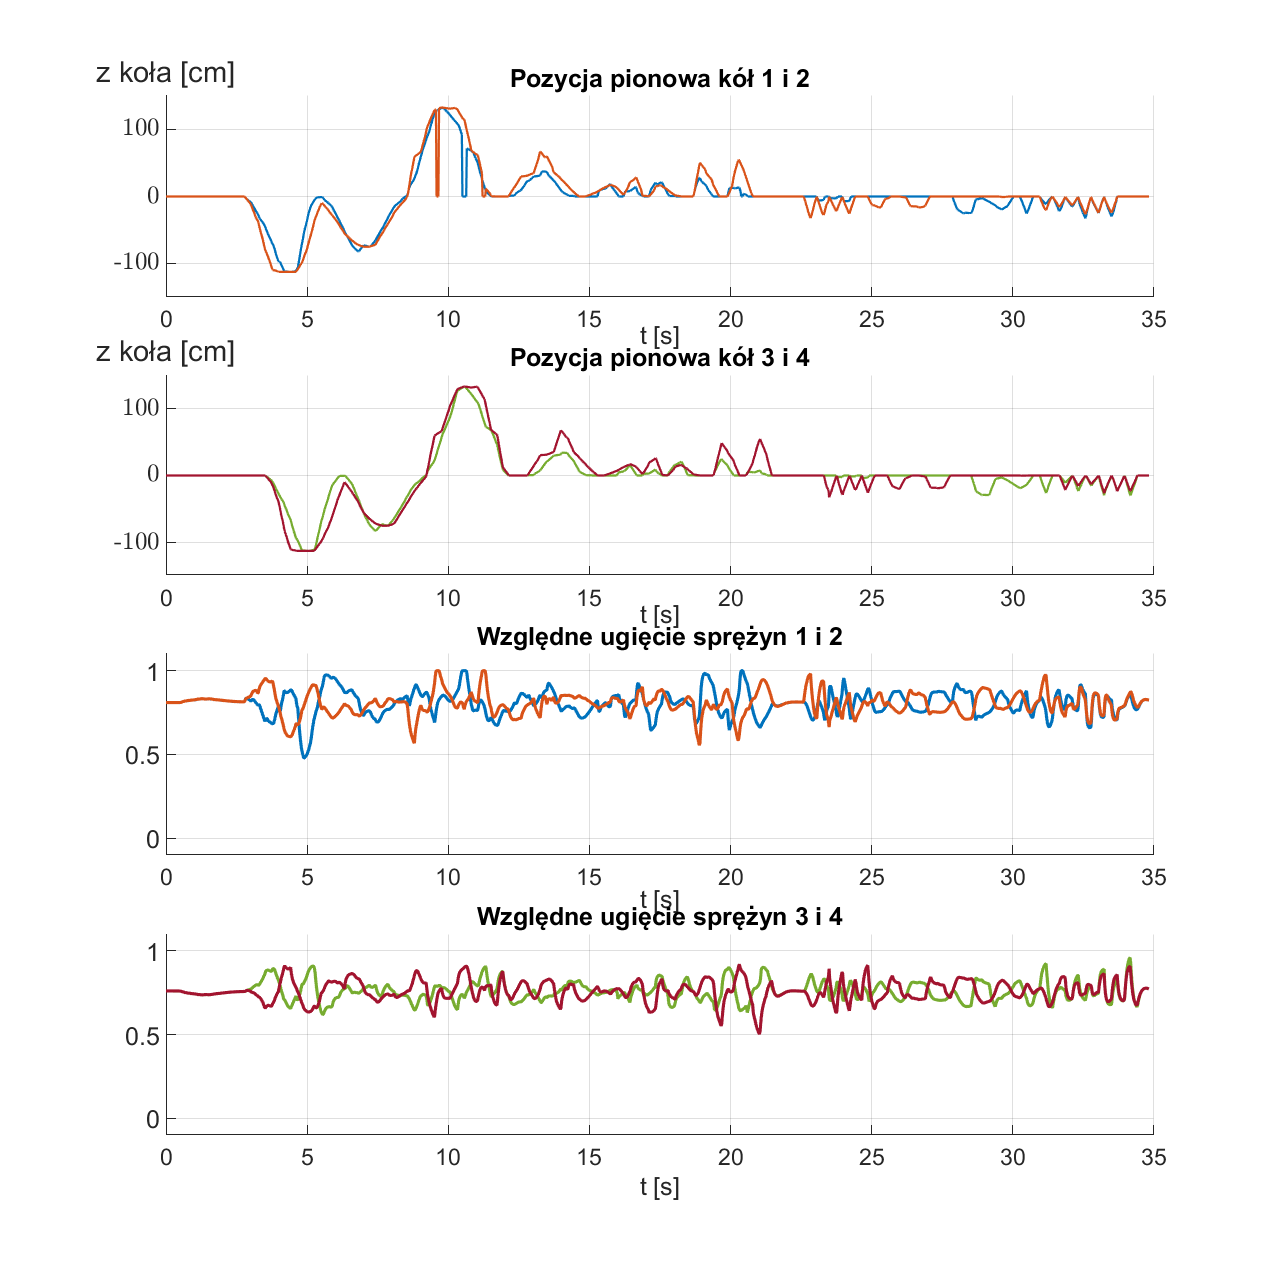 z koła [cm]
Pozycja pionowa kół 1 i 2
100
0
-100
0 5 10 15 20 25 30 35
t [s]
z koła [cm]
Pozycja pionowa kół 3 i 4
100
0
-100
0 5 10 15 20 25 30 35
t [s]
Względne ugięcie sprężyn 1 i 2
1
0.5
0
0 5 10 15 20 25 30 35
t [s]
Względne ugięcie sprężyn 3 i 4
1
0.5
0
0 5 10 15 20 25 30 35
t [s]